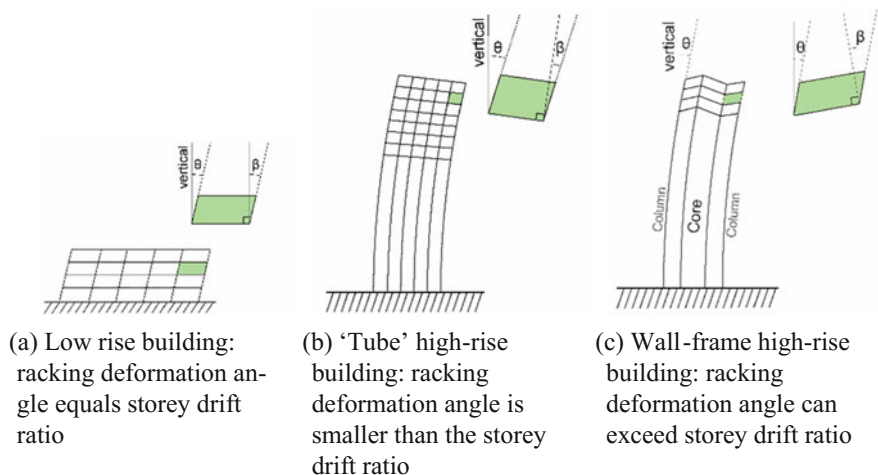 vertical
Θ
β
vertical
Θ
β
vertical
θ
θ
β
Column
Core
Column
(a) Low rise building:
racking deformation an-
gle equals storey drift
ratio
(b) ‘Tube’ high-rise
building: racking
deformation angle is
smaller than the storey
drift ratio
(c) Wall-frame high-rise
building: racking
deformation angle can
exceed storey drift ratio